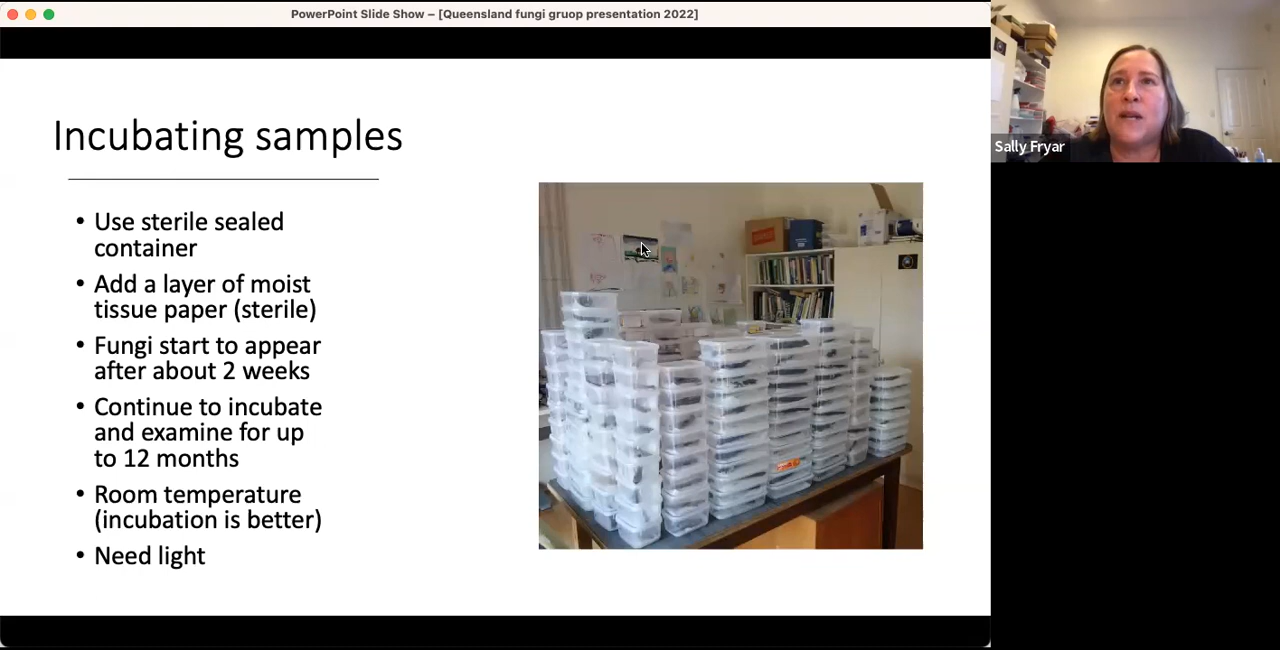 PowerPoint Slide Show – [Queensland fungi gruop presentation 2022]
Incubating samples
• Use sterile sealed
container
• Add a layer of moist
tissue paper (sterile)
• Fungi start to appear
after about 2 weeks
• Continue to incubate
and examine for up
to 12 months
• Room temperature
(incubation is better)
• Need light
Sally Fryar